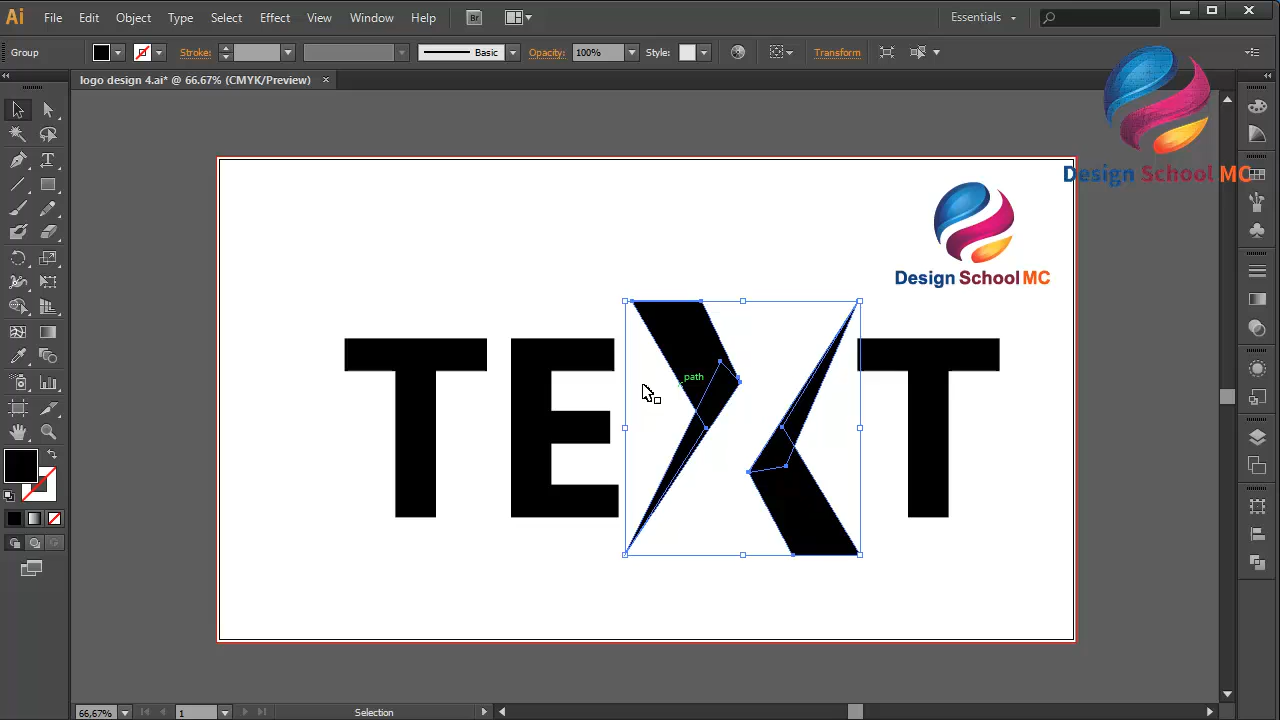 Ai File Edit Object Type Select Effect View Window Help Br Essentials
Group Stroke: Basic Opacity: 100% Style: Transform
logo design 4.ai* @ 66.67% (CMYK/Preview) ×
Design School MC
Design School MC
path
TEXT
66,67% 1 Selection